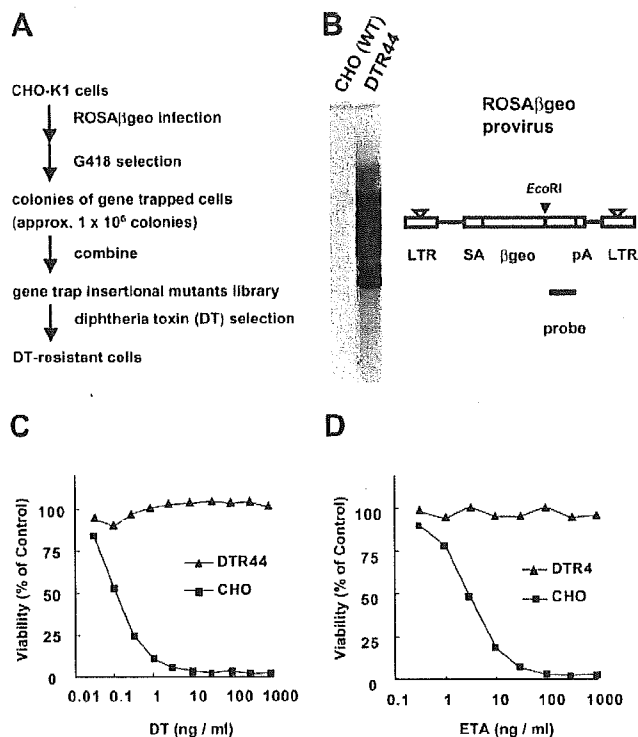 A
CHO-K1 cells
ROSAβgeo infection
G418 selection
colonies of gene trapped cells
(approx. 1 x 10⁶ colonies)
combine
gene trap insertional mutants library
diphtheria toxin (DT) selection
DT-resistant cells
B
CHO (WT)
DTR44
ROSAβgeo
provirus
EcoRI
LTR SA βgeo pA LTR
probe
C
Viability (% of Control)
100
75
50
25
0
DTR44
CHO
0.01 0.1 1 10 100 1000
DT (ng / ml)
D
Viability (% of Control)
100
75
50
25
0
DTR4
CHO
0.1 1 10 100 1000
ETA (ng / ml)